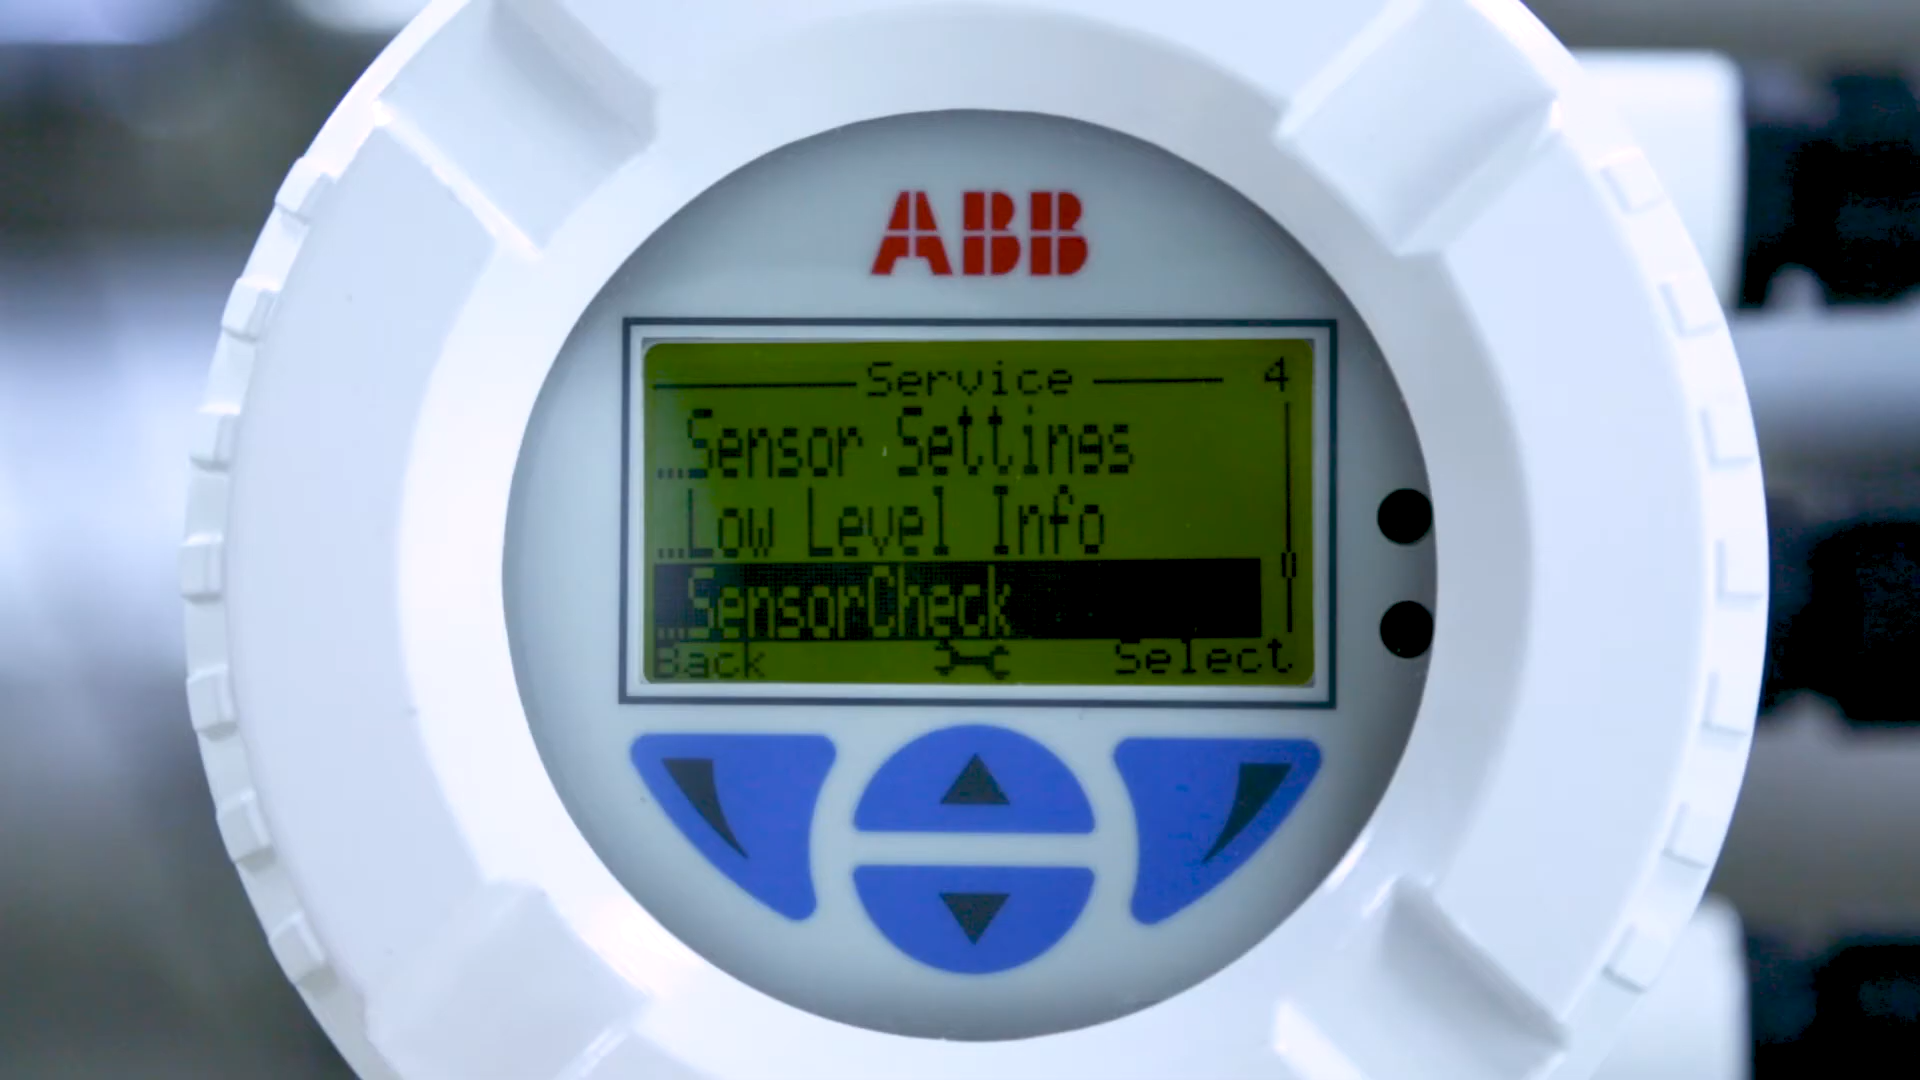 ABB
Service 4
...Sensor Settings
...Low Level Info
...SensorCheck
Back Select